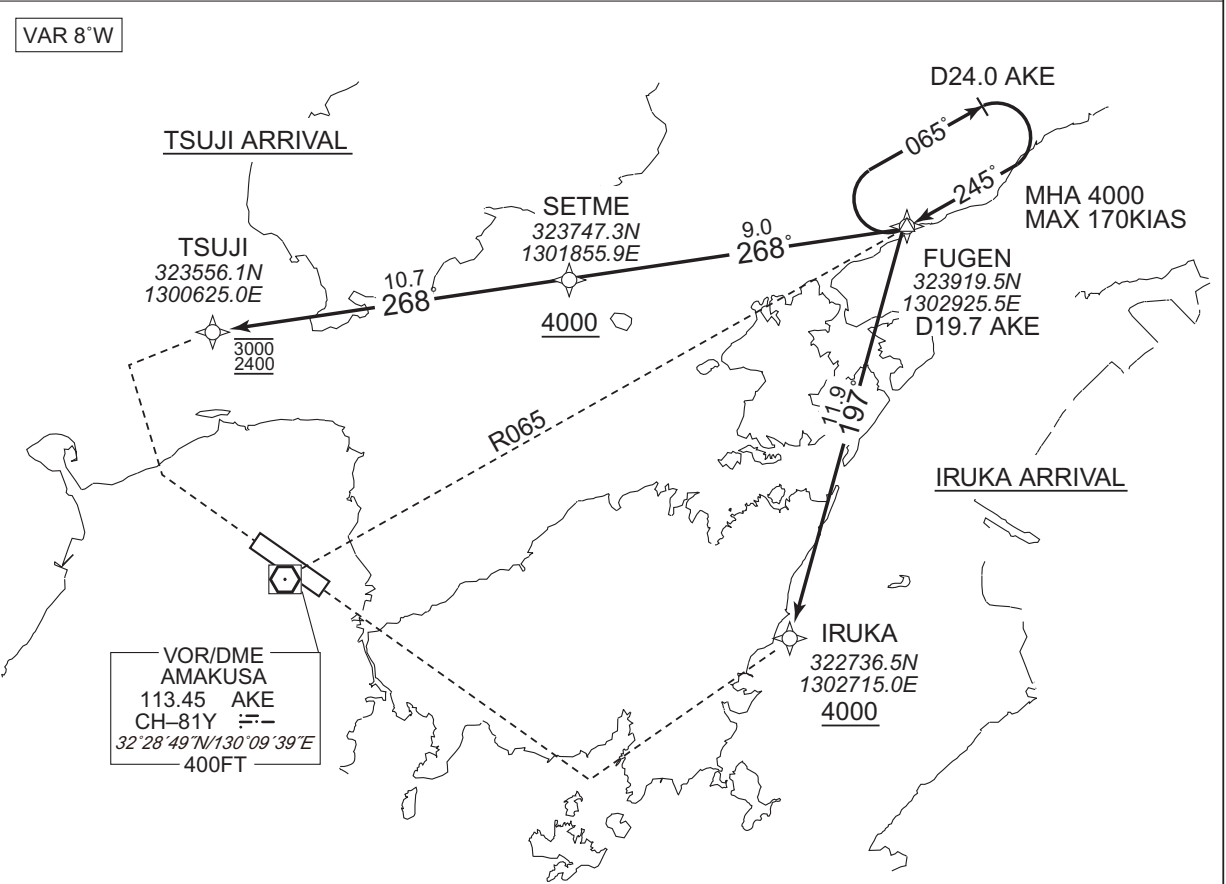 VAR 8°W
D24.0 AKE
TSUJI ARRIVAL
065°
245°
MHA 4000
MAX 170KIAS
SETME
323747.3N
1301855.9E
4000
9.0
268°
TSUJI
323556.1N
1300625.0E
3000
2400
10.7
268°
FUGEN
323919.5N
1302925.5E
D19.7 AKE
11.9
197°
R065
IRUKA ARRIVAL
IRUKA
322736.5N
1302715.0E
4000
VOR/DME
AMAKUSA
113.45 AKE
CH–81Y
32°28´49˝N/130°09´39˝E
400FT